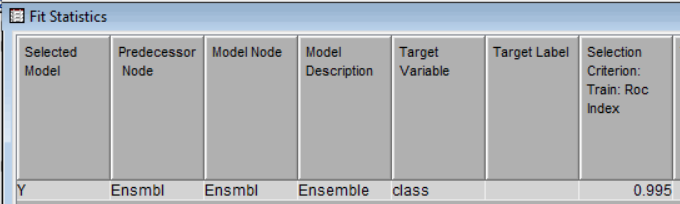 Fit Statistics
Selected Model Predecessor Node Model Node Model Description Target Variable Target Label Selection Criterion: Train: Roc Index
Y Ensmbl Ensmbl Ensemble class 0.995